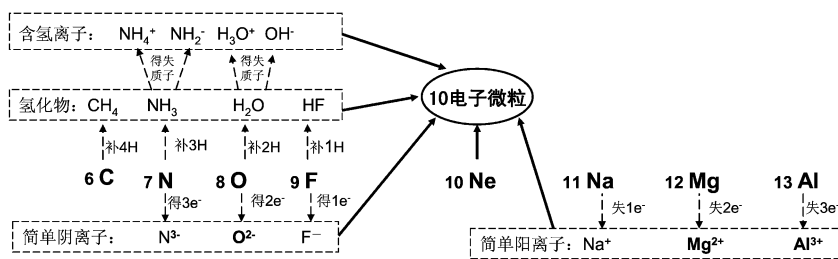 含氢离子： NH₄⁺ NH₂⁻ H₃O⁺ OH⁻
得失 得失
质子 质子
10电子微粒
氢化物： CH₄ NH₃ H₂O HF
补4H 补3H 补2H 补1H
6 C 7 N 8 O 9 F 10 Ne 11 Na 12 Mg 13 Al
得3e⁻ 得2e⁻ 得1e⁻ 失1e⁻ 失2e⁻ 失3e⁻
简单阴离子： N³⁻ O²⁻ F⁻ 简单阳离子： Na⁺ Mg²⁺ Al³⁺